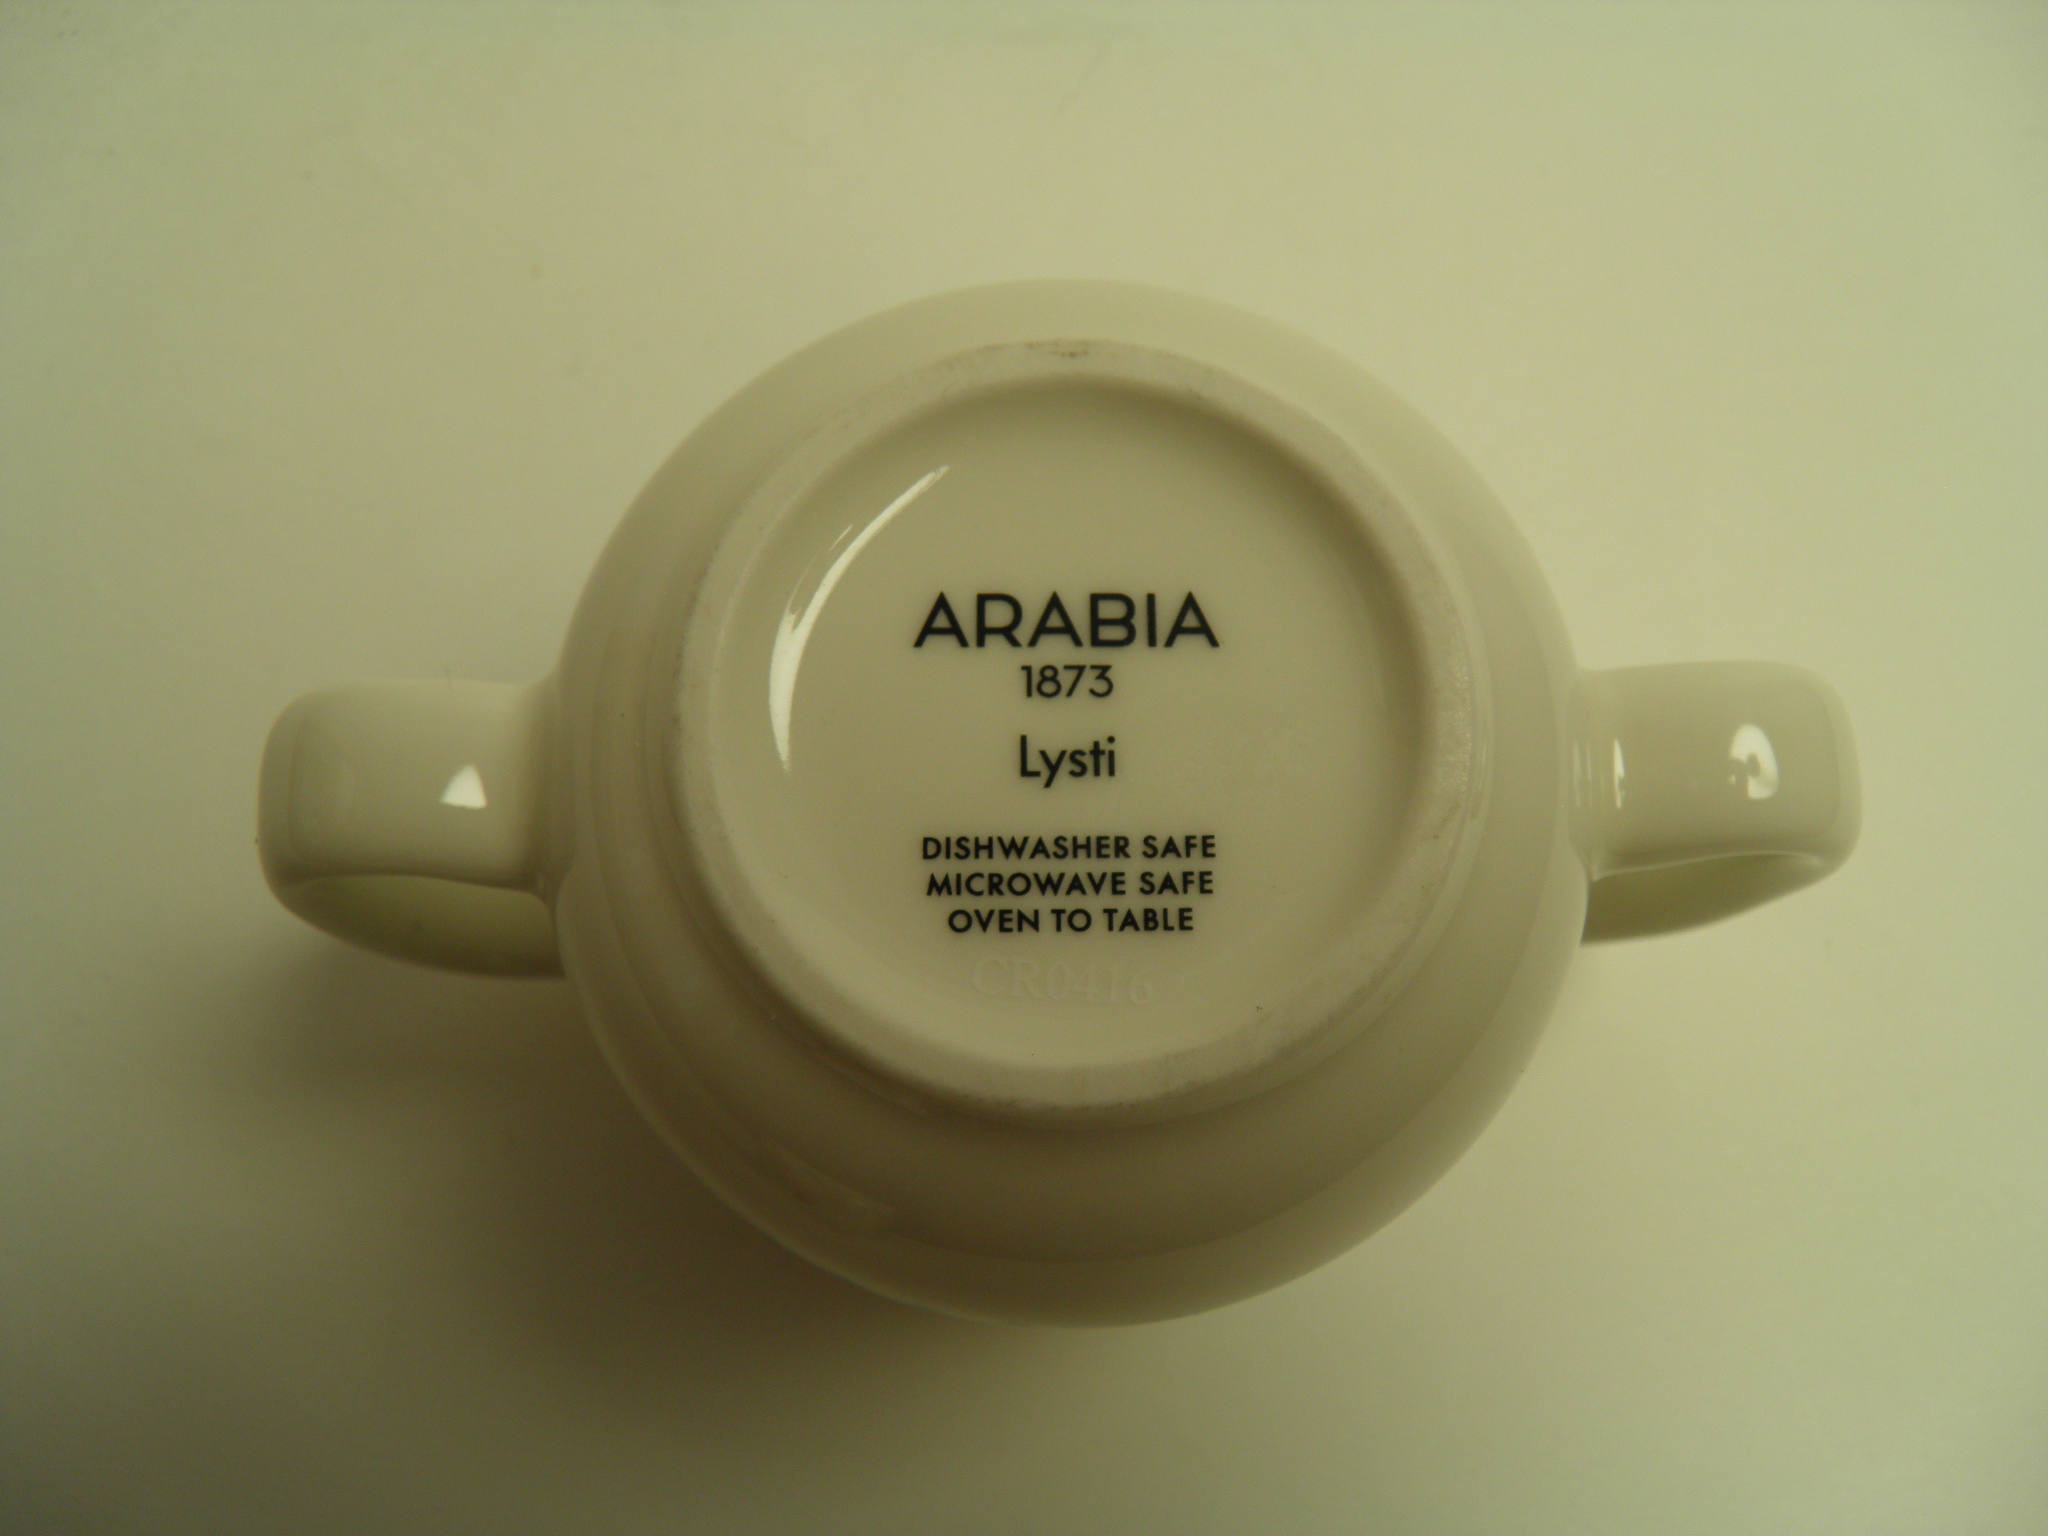 ARABIA
1873
Lysti
DISHWASHER SAFE
MICROWAVE SAFE
OVEN TO TABLE
CR0416